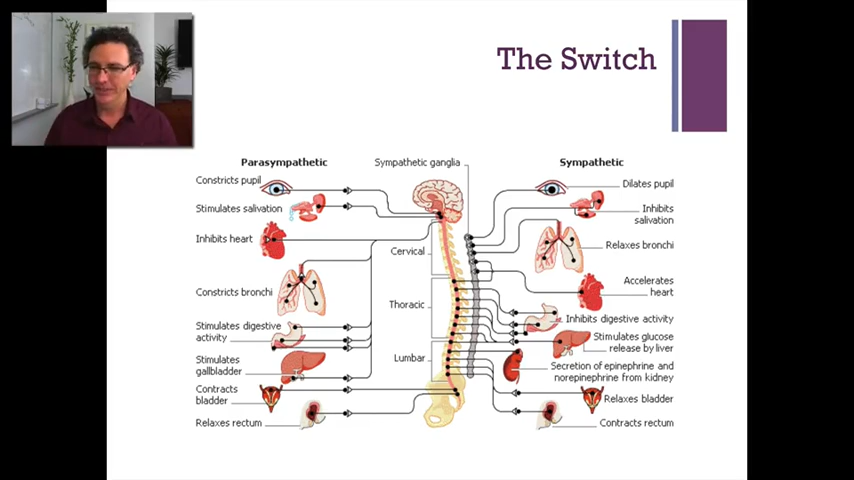 The Switch
Parasympathetic
Sympathetic ganglia
Sympathetic
Constricts pupil
Stimulates salivation
Inhibits heart
Constricts bronchi
Stimulates digestive
activity
Stimulates
gallbladder
Contracts
bladder
Relaxes rectum
Cervical
Thoracic
Lumbar
Dilates pupil
Inhibits
salivation
Relaxes bronchi
Accelerates
heart
Inhibits digestive activity
Stimulates glucose
release by liver
Secretion of epinephrine and
norepinephrine from kidney
Relaxes bladder
Contracts rectum